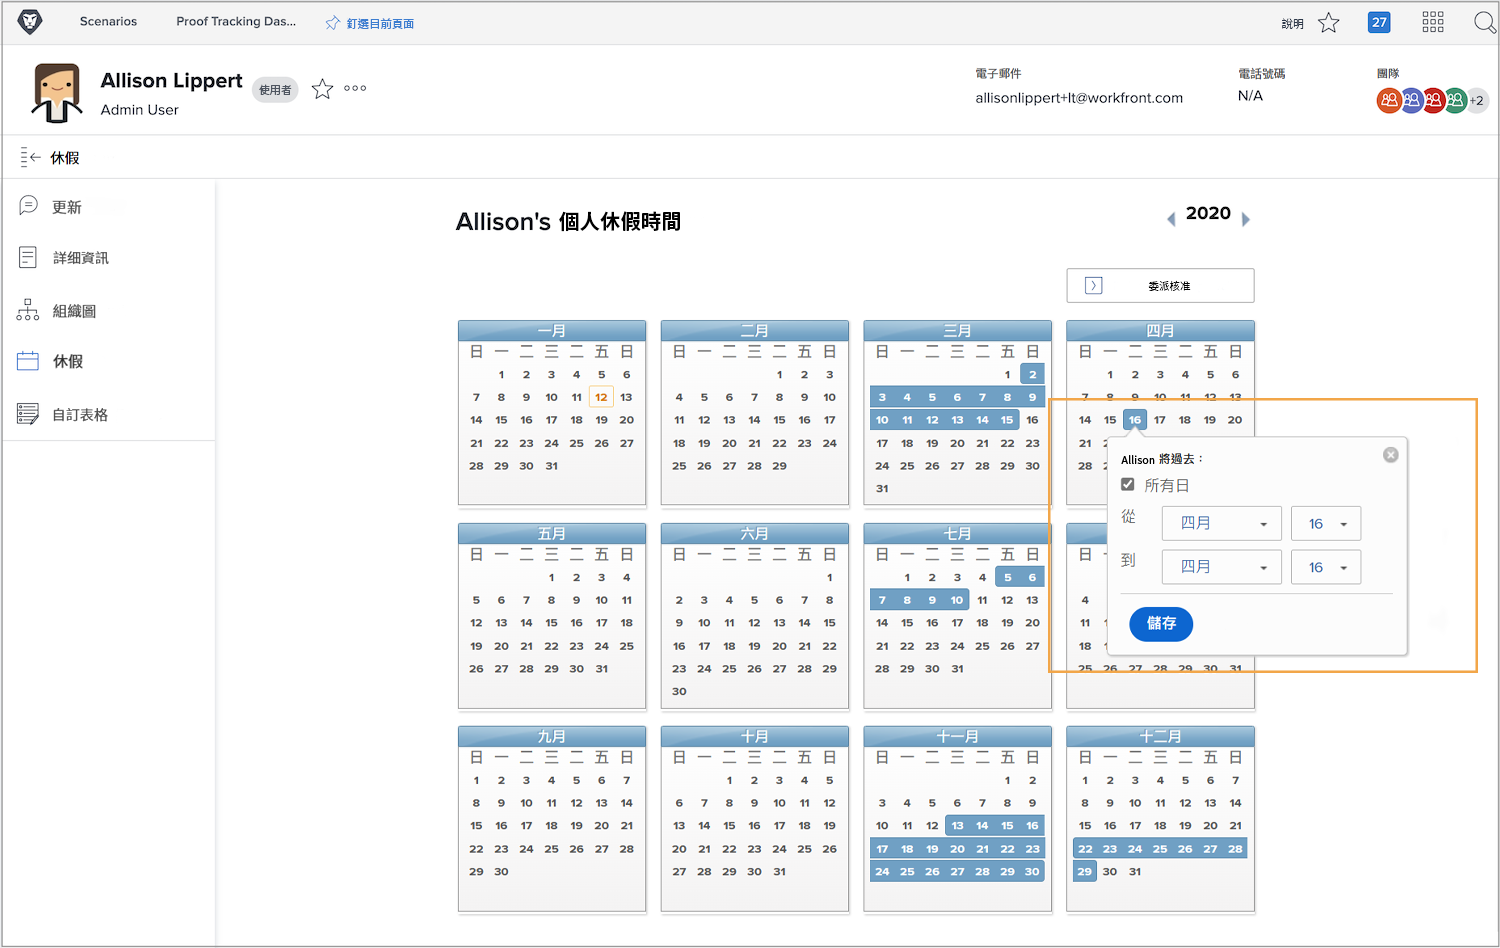 Scenarios
Proof Tracking Das...
釘選目前頁面
說明
27
Allison Lippert
使用者
Admin User
電子郵件
allisonlippert+lt@workfront.com
電話號碼
N/A
團隊
+2
休假
更新
詳細資訊
組織圖
休假
自訂表格
Allison's 個人休假時間
2020
委派核准
一月
日 一 二 三 二 五 日
1 2 3 4 5 6
7 8 9 10 11 12 13
14 15 16 17 18 19 20
21 22 23 24 25 26 27
28 29 30 31
二月
日 一 二 三 二 五 日
1 2 3
4 5 6 7 8 9 10
11 12 13 14 15 16 17
18 19 20 21 22 23 24
25 26 27 28 29
三月
日 一 二 三 二 五 日
1 2
3 4 5 6 7 8 9
10 11 12 13 14 15 16
17 18 19 20 21 22 23
24 25 26 27 28 29 30
31
四月
日 一 二 三 二 五 日
1 2 3 4 5 6
7 8 9 10 11 12 13
14 15 16 17 18 19 20
21
28
Allison 將過去：
所有日
從
四月
16
到
四月
16
儲存
五月
日 一 二 三 二 五 日
1 2 3 4
5 6 7 8 9 10 11
12 13 14 15 16 17 18
19 20 21 22 23 24 25
26 27 28 29 30 31
六月
日 一 二 三 二 五 日
1
2 3 4 5 6 7 8
9 10 11 12 13 14 15
16 17 18 19 20 21 22
23 24 25 26 27 28 29
30
七月
日 一 二 三 二 五 日
1 2 3 4 5 6
7 8 9 10 11 12 13
14 15 16 17 18 19 20
21 22 23 24 25 26 27
28 29 30 31
日
4
11
18
25 26 27 28 29 30 31
九月
日 一 二 三 二 五 日
1 2 3 4 5 6 7
8 9 10 11 12 13 14
15 16 17 18 19 20 21
22 23 24 25 26 27 28
29 30
十月
日 一 二 三 二 五 日
1 2 3 4 5
6 7 8 9 10 11 12
13 14 15 16 17 18 19
20 21 22 23 24 25 26
27 28 29 30 31
十一月
日 一 二 三 二 五 日
1 2
3 4 5 6 7 8 9
10 11 12 13 14 15 16
17 18 19 20 21 22 23
24 25 26 27 28 29 30
十二月
日 一 二 三 二 五 日
1 2 3 4 5 6 7
8 9 10 11 12 13 14
15 16 17 18 19 20 21
22 23 24 25 26 27 28
29 30 31